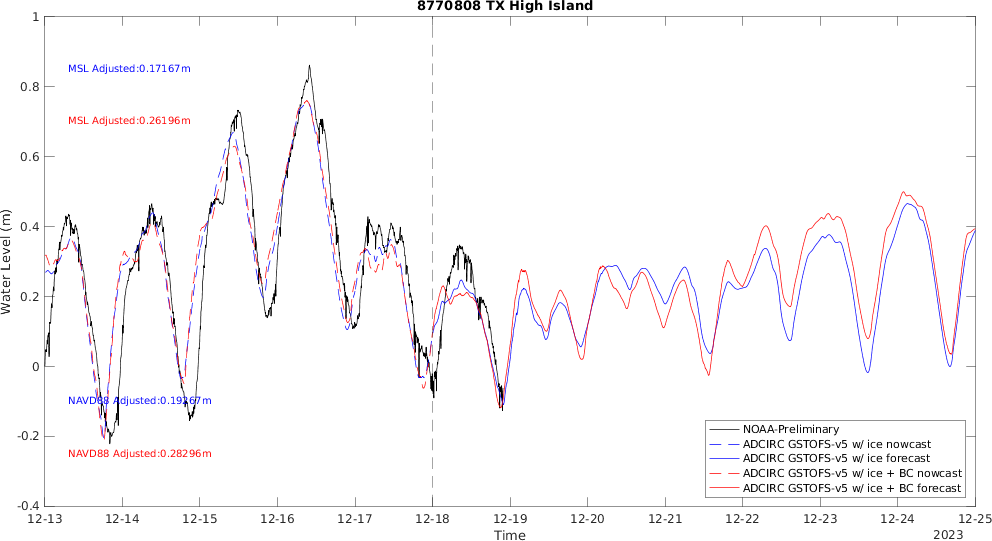 8770808 TX High Island
Water Level (m)
1
0.8
0.6
0.4
0.2
0
-0.2
-0.4
MSL Adjusted:0.17167m
MSL Adjusted:0.26196m
NAVD88 Adjusted:0.19267m
NAVD88 Adjusted:0.28296m
NOAA-Preliminary
ADCIRC GSTOFS-v5 w/ ice nowcast
ADCIRC GSTOFS-v5 w/ ice forecast
ADCIRC GSTOFS-v5 w/ ice + BC nowcast
ADCIRC GSTOFS-v5 w/ ice + BC forecast
12-13 12-14 12-15 12-16 12-17 12-18 12-19 12-20 12-21 12-22 12-23 12-24 12-25
Time
2023